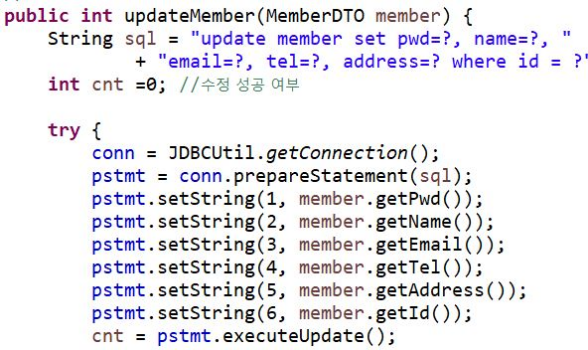 public int updateMember(MemberDTO member) {
String sql = "update member set pwd=?, name=?, "
+ "email=?, tel=?, address=? where id = ?"
int cnt =0; //수정 성공 여부
try {
conn = JDBCUtil.getConnection();
pstmt = conn.prepareStatement(sql);
pstmt.setString(1, member.getPwd());
pstmt.setString(2, member.getName());
pstmt.setString(3, member.getEmail());
pstmt.setString(4, member.getTel());
pstmt.setString(5, member.getAddress());
pstmt.setString(6, member.getId());
cnt = pstmt.executeUpdate();